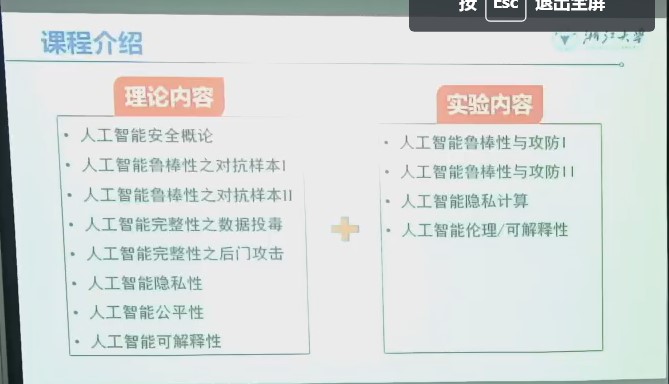 按 Esc 退出全屏
课程介绍
浙江大学
理论内容
• 人工智能安全概论
• 人工智能鲁棒性之对抗样本I
• 人工智能鲁棒性之对抗样本II
• 人工智能完整性之数据投毒
• 人工智能完整性之后门攻击
• 人工智能隐私性
• 人工智能公平性
• 人工智能可解释性
+
实验内容
• 人工智能鲁棒性与攻防I
• 人工智能鲁棒性与攻防II
• 人工智能隐私计算
• 人工智能伦理/可解释性